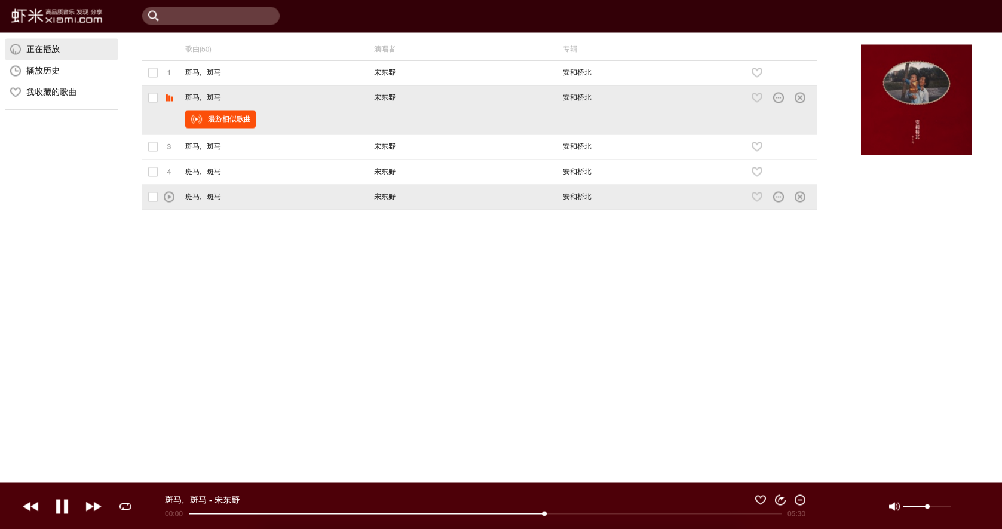 虾米 高品质音乐 发现 分享
xiami.com
正在播放
播放历史
我收藏的歌曲
歌曲(50) 演唱者 专辑
1 斑马，斑马 宋东野 安和桥北
斑马，斑马 宋东野 安和桥北
漫游相似歌曲
3 斑马，斑马 宋东野 安和桥北
4 斑马，斑马 宋东野 安和桥北
斑马，斑马 宋东野 安和桥北
安和桥北
斑马，斑马 - 宋东野
00:00 05:33